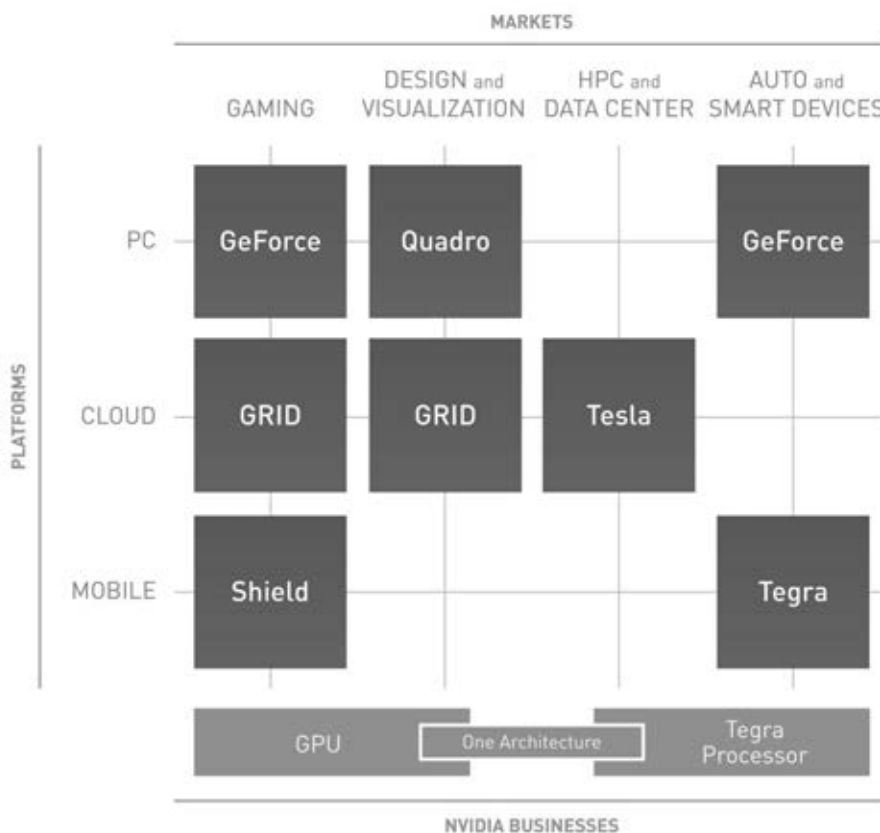 MARKETS
GAMING
DESIGN and
VISUALIZATION
HPC and
DATA CENTER
AUTO and
SMART DEVICES
PLATFORMS
PC
GeForce
Quadro
GeForce
CLOUD
GRID
GRID
Tesla
MOBILE
Shield
Tegra
GPU
One Architecture
Tegra
Processor
NVIDIA BUSINESSES